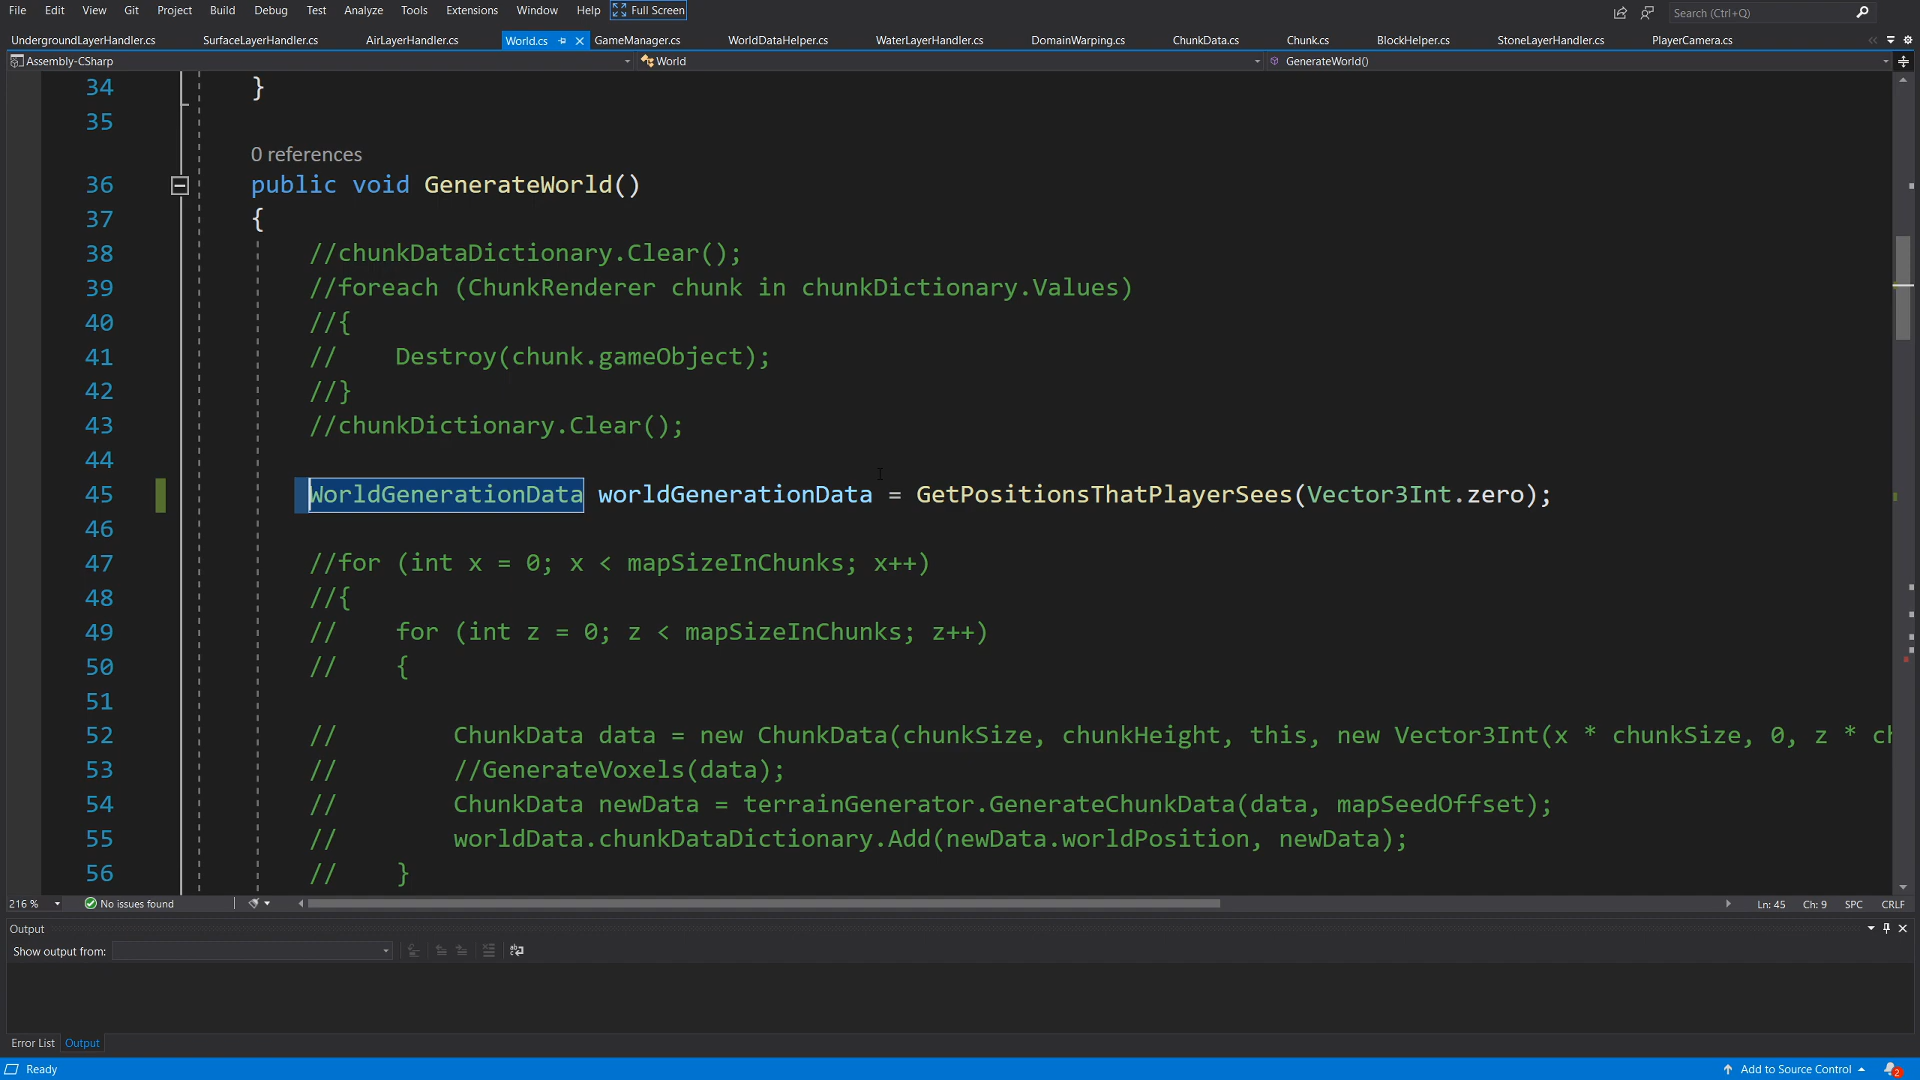 File Edit View Git Project Build Debug Test Analyze Tools Extensions Window Help Full Screen Search (Ctrl+Q)
UndergroundLayerHandler.cs SurfaceLayerHandler.cs AirLayerHandler.cs World.cs GameManager.cs WorldDataHelper.cs WaterLayerHandler.cs DomainWarping.cs ChunkData.cs Chunk.cs BlockHelper.cs StoneLayerHandler.cs PlayerCamera.cs
Assembly-CSharp World GenerateWorld()
34 }
35
0 references
36 public void GenerateWorld()
37 {
38 //chunkDataDictionary.Clear();
39 //foreach (ChunkRenderer chunk in chunkDictionary.Values)
40 //{
41 // Destroy(chunk.gameObject);
42 //}
43 //chunkDictionary.Clear();
44
45 WorldGenerationData worldGenerationData = GetPositionsThatPlayerSees(Vector3Int.zero);
46
47 //for (int x = 0; x < mapSizeInChunks; x++)
48 //{
49 // for (int z = 0; z < mapSizeInChunks; z++)
50 // {
51
52 // ChunkData data = new ChunkData(chunkSize, chunkHeight, this, new Vector3Int(x * chunkSize, 0, z * ch
53 // //GenerateVoxels(data);
54 // ChunkData newData = terrainGenerator.GenerateChunkData(data, mapSeedOffset);
55 // worldData.chunkDataDictionary.Add(newData.worldPosition, newData);
56 // }
216 % No issues found Ln: 45 Ch: 9 SPC CRLF
Output
Show output from:
Error List Output
Ready Add to Source Control 2